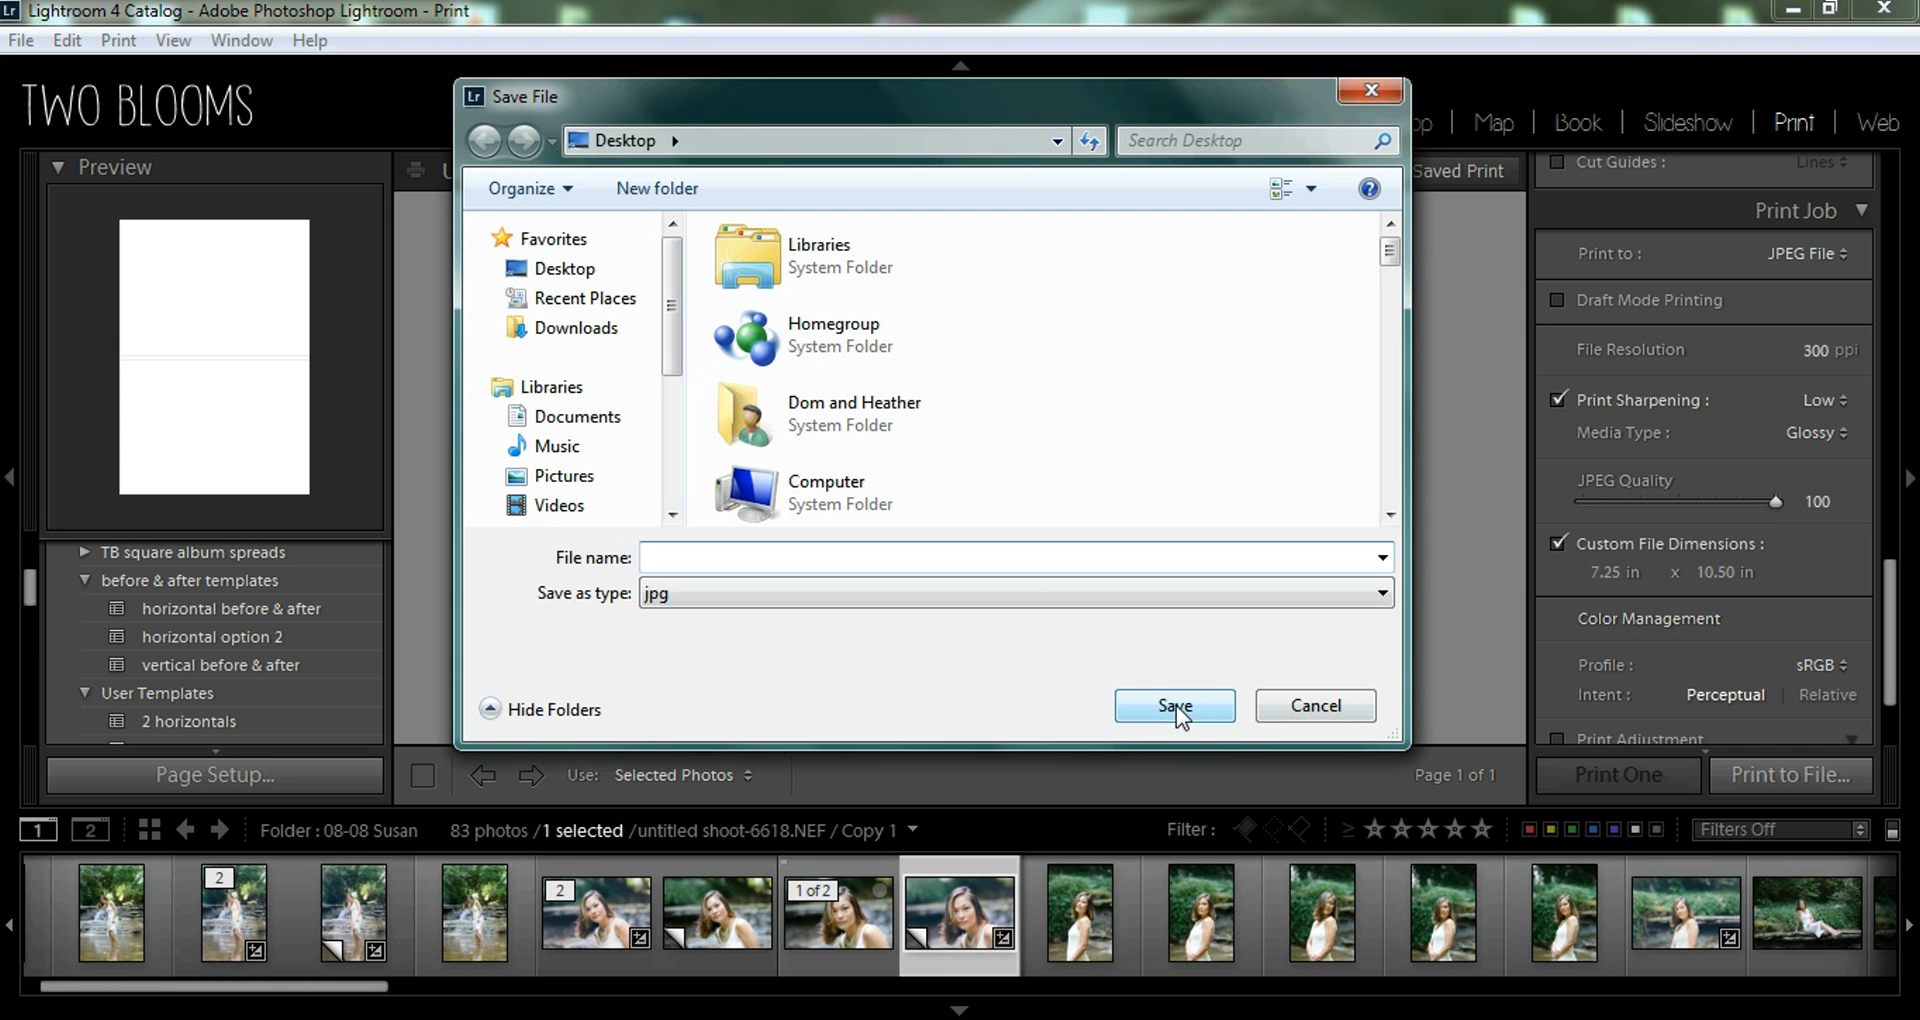 Lr Lightroom 4 Catalog - Adobe Photoshop Lightroom - Print
File Edit Print View Window Help
TWO BLOOMS
Map | Book | Slideshow | Print | Web
Preview
TB square album spreads
before & after templates
horizontal before & after
horizontal option 2
vertical before & after
User Templates
2 horizontals
Page Setup...
Lr Save File
Desktop
Search Desktop
Organize New folder
Favorites
Desktop
Recent Places
Downloads
Libraries
Documents
Music
Pictures
Videos
Libraries
System Folder
Homegroup
System Folder
Dom and Heather
System Folder
Computer
System Folder
File name:
Save as type: jpg
Hide Folders
Save Cancel
Saved Print
Cut Guides : Lines
Print Job
Print to : JPEG File
Draft Mode Printing
File Resolution 300 ppi
Print Sharpening : Low
Media Type : Glossy
JPEG Quality
100
Custom File Dimensions :
7.25 in x 10.50 in
Color Management
Profile : sRGB
Intent : Perceptual Relative
Print Adjustment
Use: Selected Photos Page 1 of 1
Print One Print to File...
1 2 Folder : 08-08 Susan 83 photos /1 selected /untitled shoot-6618.NEF / Copy 1 Filter : ≥ Filters Off
2 2 1 of 2